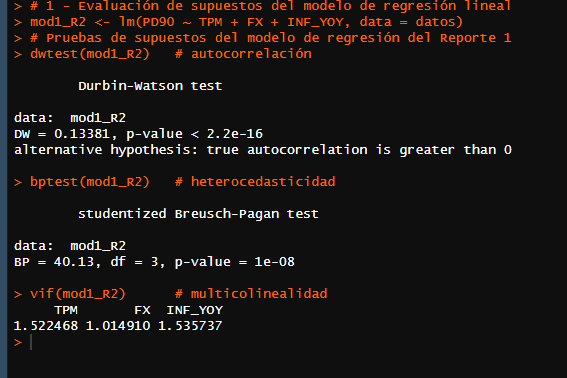 > # 1 - Evaluación de supuestos del modelo de regresión lineal
> mod1_R2 <- lm(PD90 ~ TPM + FX + INF_YOY, data = datos)
> # Pruebas de supuestos del modelo de regresión del Reporte 1
> dwtest(mod1_R2)   # autocorrelación
Durbin-Watson test
data:  mod1_R2
DW = 0.13381, p-value < 2.2e-16
alternative hypothesis: true autocorrelation is greater than 0
> bptest(mod1_R2)   # heterocedasticidad
studentized Breusch-Pagan test
data:  mod1_R2
BP = 40.13, df = 3, p-value = 1e-08
> vif(mod1_R2)      # multicolinealidad
TPM       FX  INF_YOY
1.522468 1.014910 1.535737
>